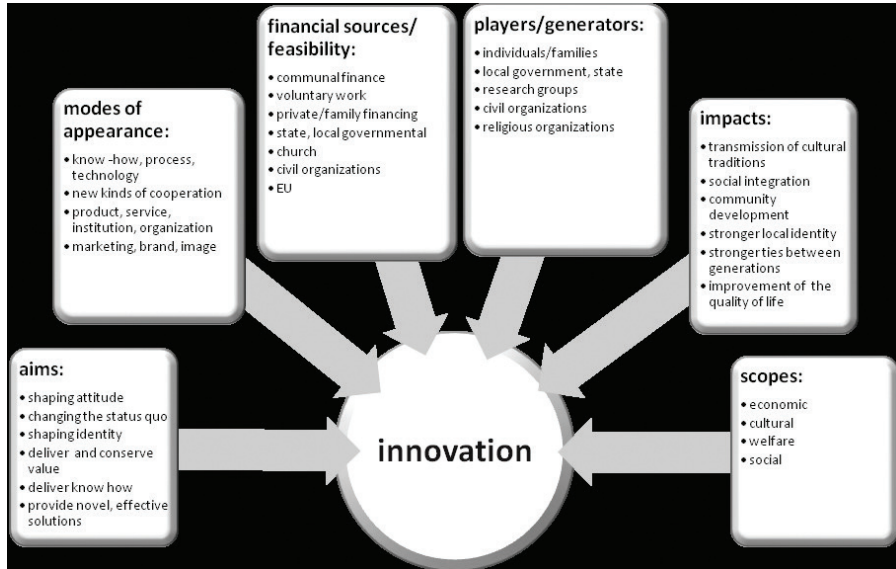 financial sources/
feasibility:
• communal finance
• voluntary work
• private/family financing
• state, local governmental
• church
• civil organizations
• EU
players/generators:
• individuals/families
• local government, state
• research groups
• civil organizations
• religious organizations
modes of
appearance:
• know -how, process,
technology
• new kinds of cooperation
• product, service,
institution, organization
• marketing, brand, image
impacts:
• transmission of cultural
traditions
• social integration
• community
development
• stronger local identity
• stronger ties between
generations
• improvement of the
quality of life
aims:
• shaping attitude
• changing the status quo
• shaping identity
• deliver and conserve
value
• deliver know how
• provide novel, effective
solutions
innovation
scopes:
• economic
• cultural
• welfare
• social